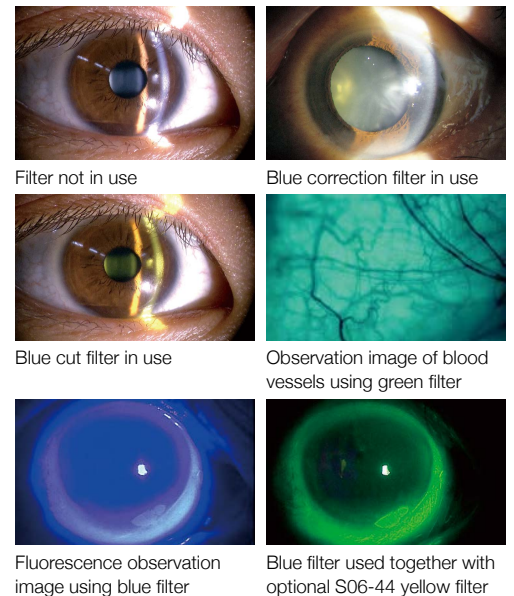 Filter not in use
Blue correction filter in use
Blue cut filter in use
Observation image of blood
vessels using green filter
Fluorescence observation
image using blue filter
Blue filter used together with
optional S06-44 yellow filter